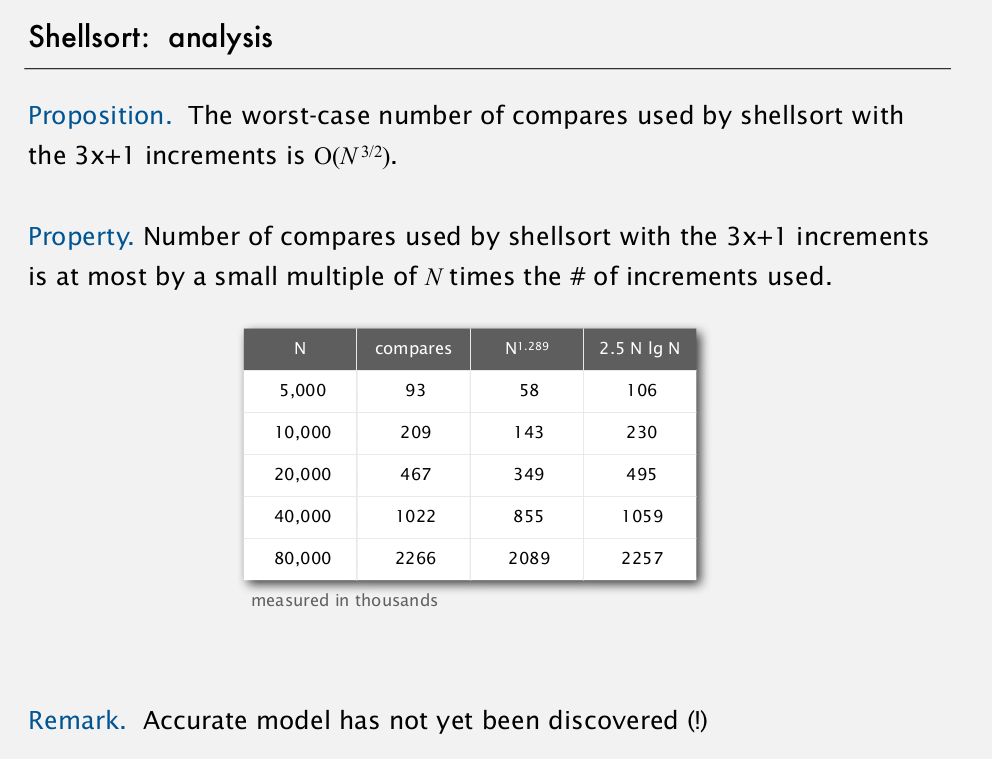 Shellsort: analysis
Proposition. The worst-case number of compares used by shellsort with
the 3x+1 increments is O(N 3/2).
Property. Number of compares used by shellsort with the 3x+1 increments
is at most by a small multiple of N times the # of increments used.
N compares N1.289 2.5 N lg N
5,000 93 58 106
10,000 209 143 230
20,000 467 349 495
40,000 1022 855 1059
80,000 2266 2089 2257
measured in thousands
Remark. Accurate model has not yet been discovered (!)